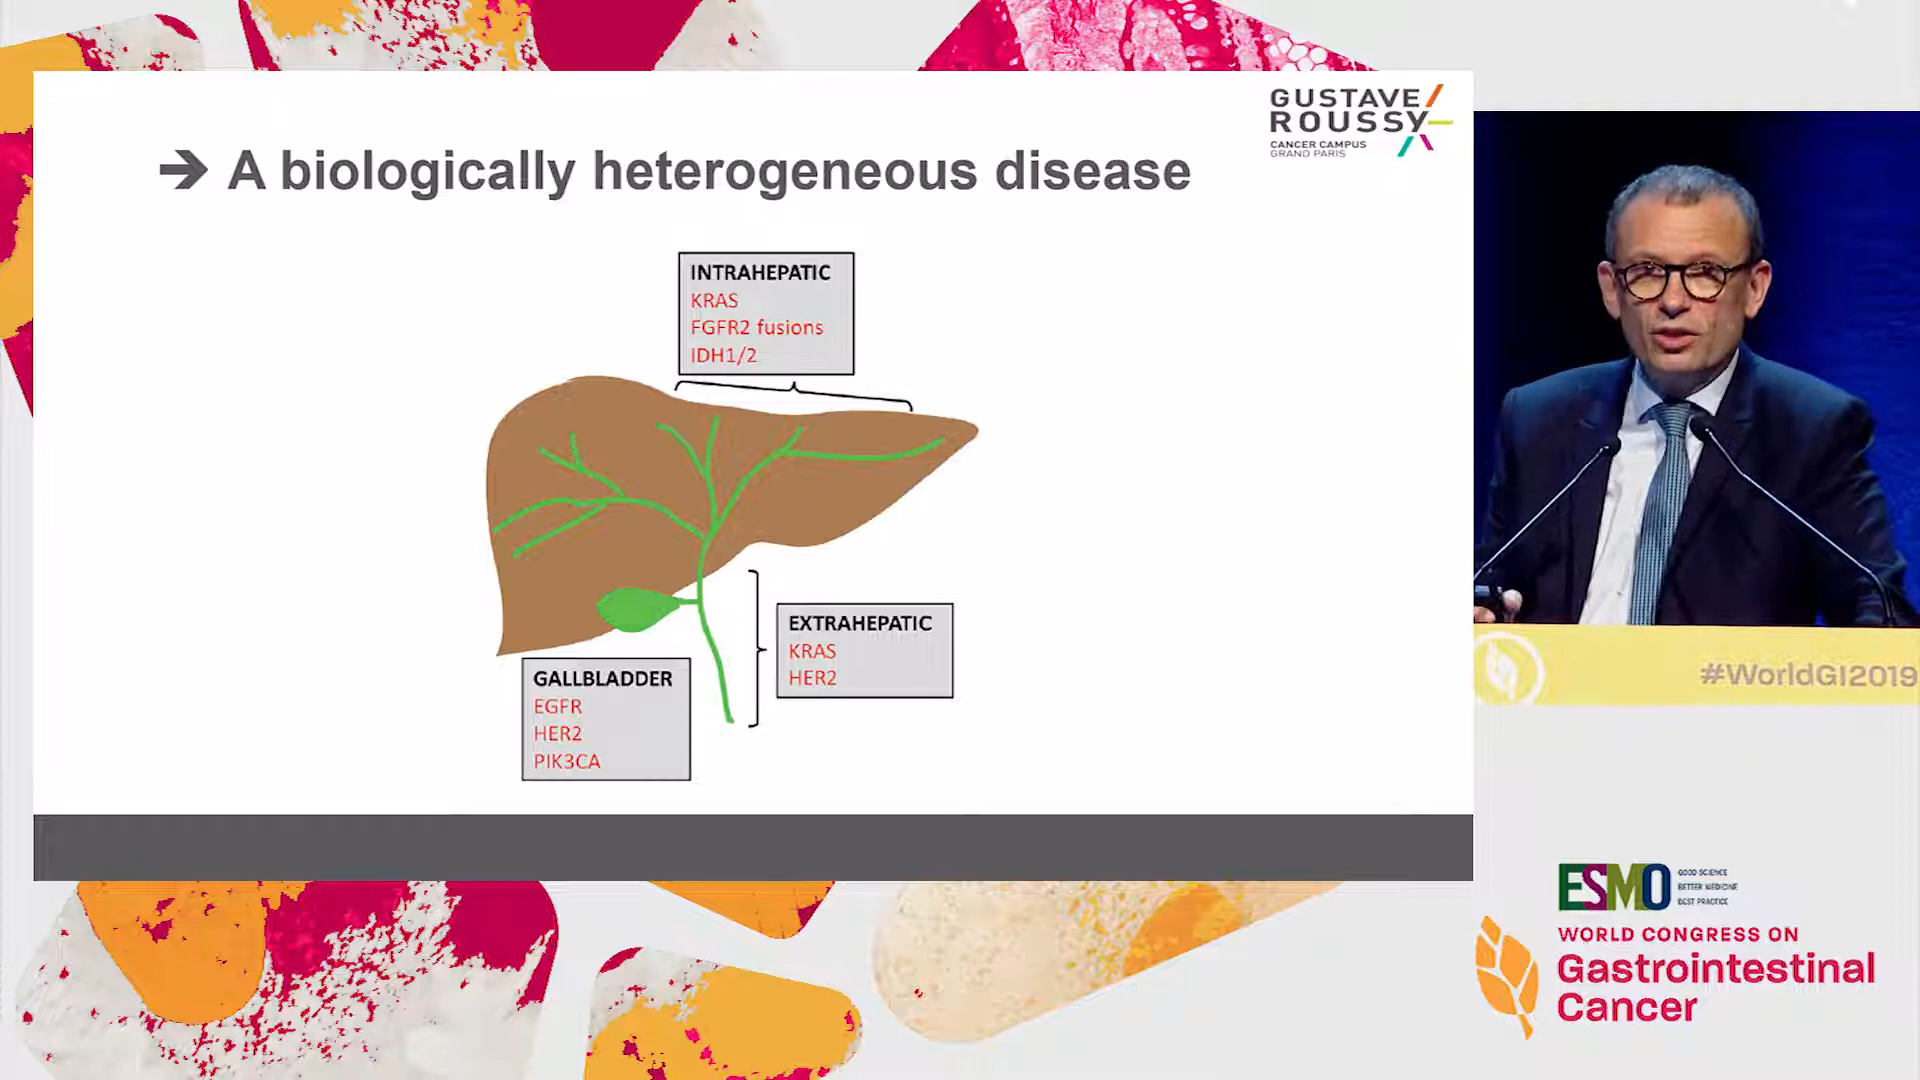 GUSTAVE
ROUSSY
CANCER CAMPUS
GRAND PARIS
➔ A biologically heterogeneous disease
INTRAHEPATIC
KRAS
FGFR2 fusions
IDH1/2
EXTRAHEPATIC
KRAS
HER2
GALLBLADDER
EGFR
HER2
PIK3CA
#WorldGI2019
ESMO
GOOD SCIENCE
BETTER MEDICINE
BEST PRACTICE
WORLD CONGRESS ON
Gastrointestinal
Cancer